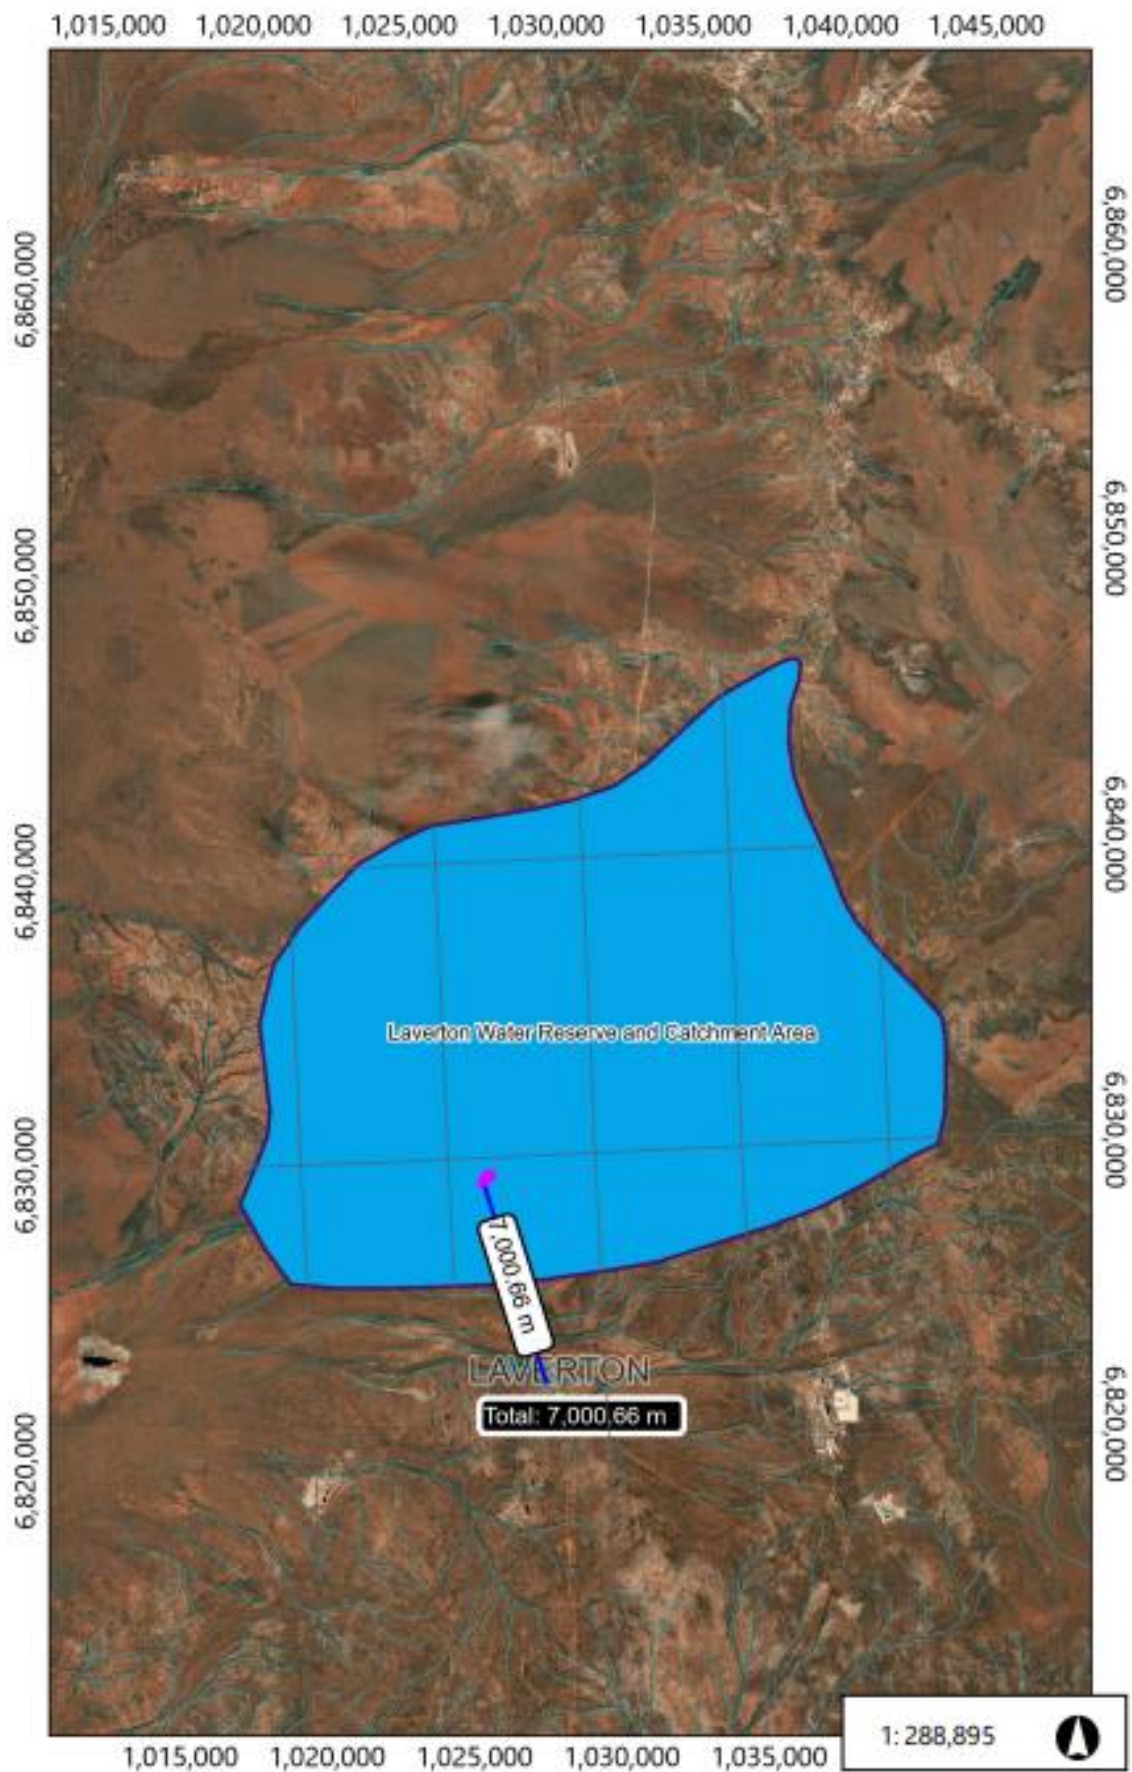 1,015,000 1,020,000 1,025,000 1,030,000 1,035,000 1,040,000 1,045,000
6,860,000
6,860,000
6,850,000
6,850,000
6,840,000
6,840,000
Laverton Water Reserve and Catchment Area
6,830,000
6,830,000
7,000.66 m
LAVERTON
Total: 7,000.66 m
6,820,000
6,820,000
1: 288,895
1,015,000 1,020,000 1,025,000 1,030,000 1,035,000